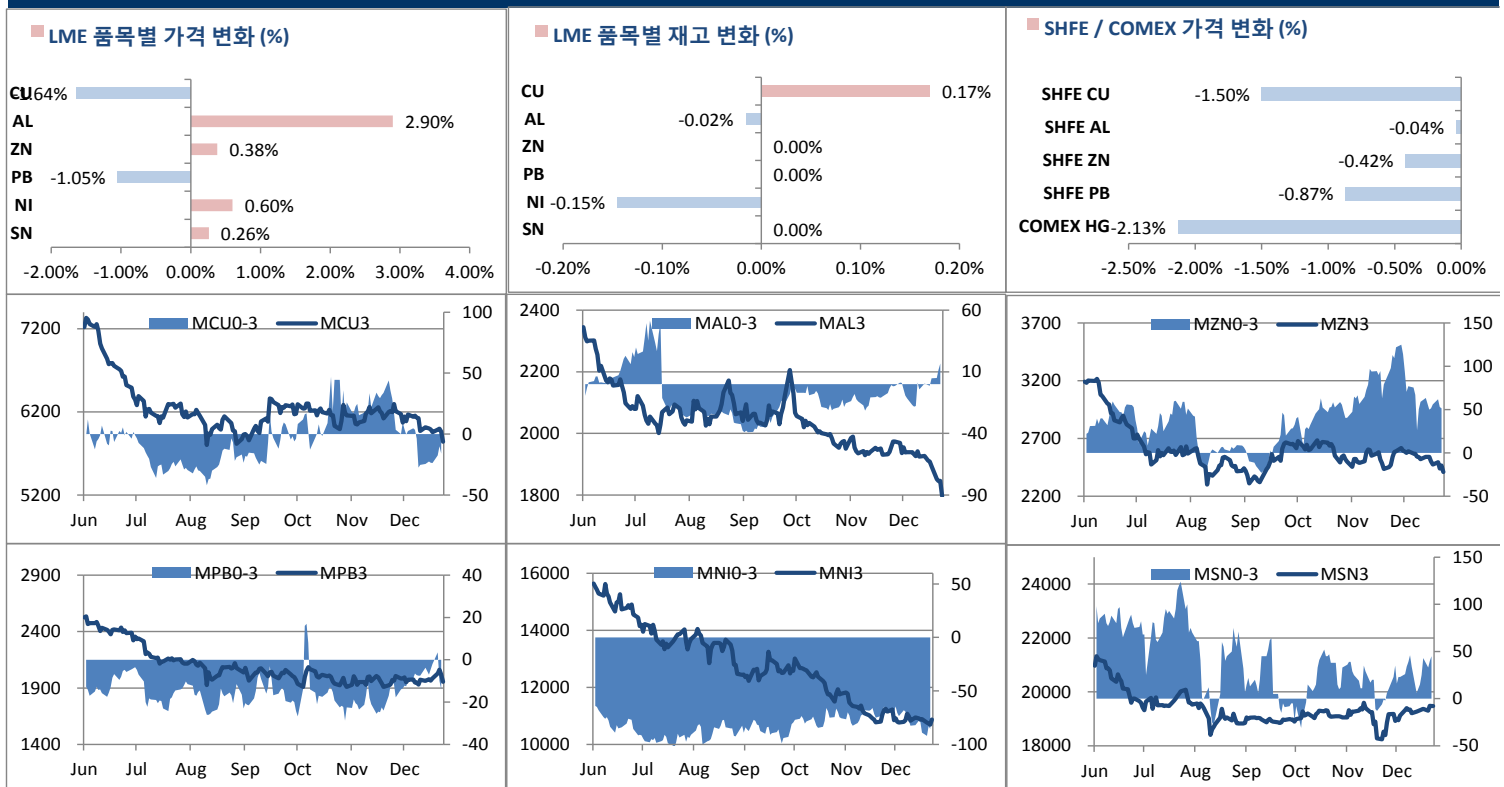 LME 품목별 가격 변화 (%)
CU -1.64%
AL 2.90%
ZN 0.38%
PB -1.05%
NI 0.60%
SN 0.26%
-2.00% -1.00% 0.00% 1.00% 2.00% 3.00% 4.00%
LME 품목별 재고 변화 (%)
CU 0.17%
AL -0.02%
ZN 0.00%
PB 0.00%
NI -0.15%
SN 0.00%
-0.20% -0.10% 0.00% 0.10% 0.20%
SHFE / COMEX 가격 변화 (%)
SHFE CU -1.50%
SHFE AL -0.04%
SHFE ZN -0.42%
SHFE PB -0.87%
COMEX HG -2.13%
-2.50% -2.00% -1.50% -1.00% -0.50% 0.00%
MCU0-3 MCU3
7200
6200
5200
100
50
0
-50
Jun Jul Aug Sep Oct Nov Dec
MAL0-3 MAL3
2400
2200
2000
1800
60
10
-40
-90
Jun Jul Aug Sep Oct Nov Dec
MZN0-3 MZN3
3700
3200
2700
2200
150
100
50
0
-50
Jun Jul Aug Sep Oct Nov Dec
MPB0-3 MPB3
2900
2400
1900
1400
40
20
0
-20
-40
Jun Jul Aug Sep Oct Nov Dec
MNI0-3 MNI3
16000
14000
12000
10000
50
0
-50
-100
Jun Jul Aug Sep Oct Nov Dec
MSN0-3 MSN3
24000
22000
20000
18000
150
100
50
0
-50
Jun Jul Aug Sep Oct Nov Dec